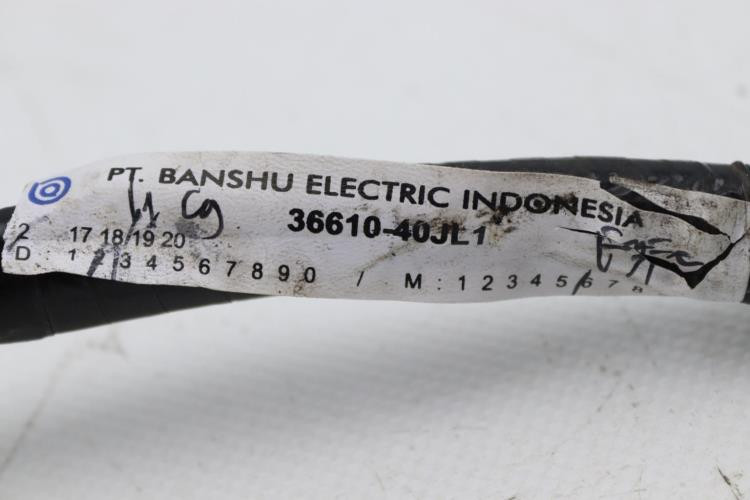 PT. BANSHU ELECTRIC INDONESIA
36610-40JL1
2 17 18 19 20
D : 1 3 4 5 6 7 8 9 0 / M : 1 2 3 4 5 6 7 8